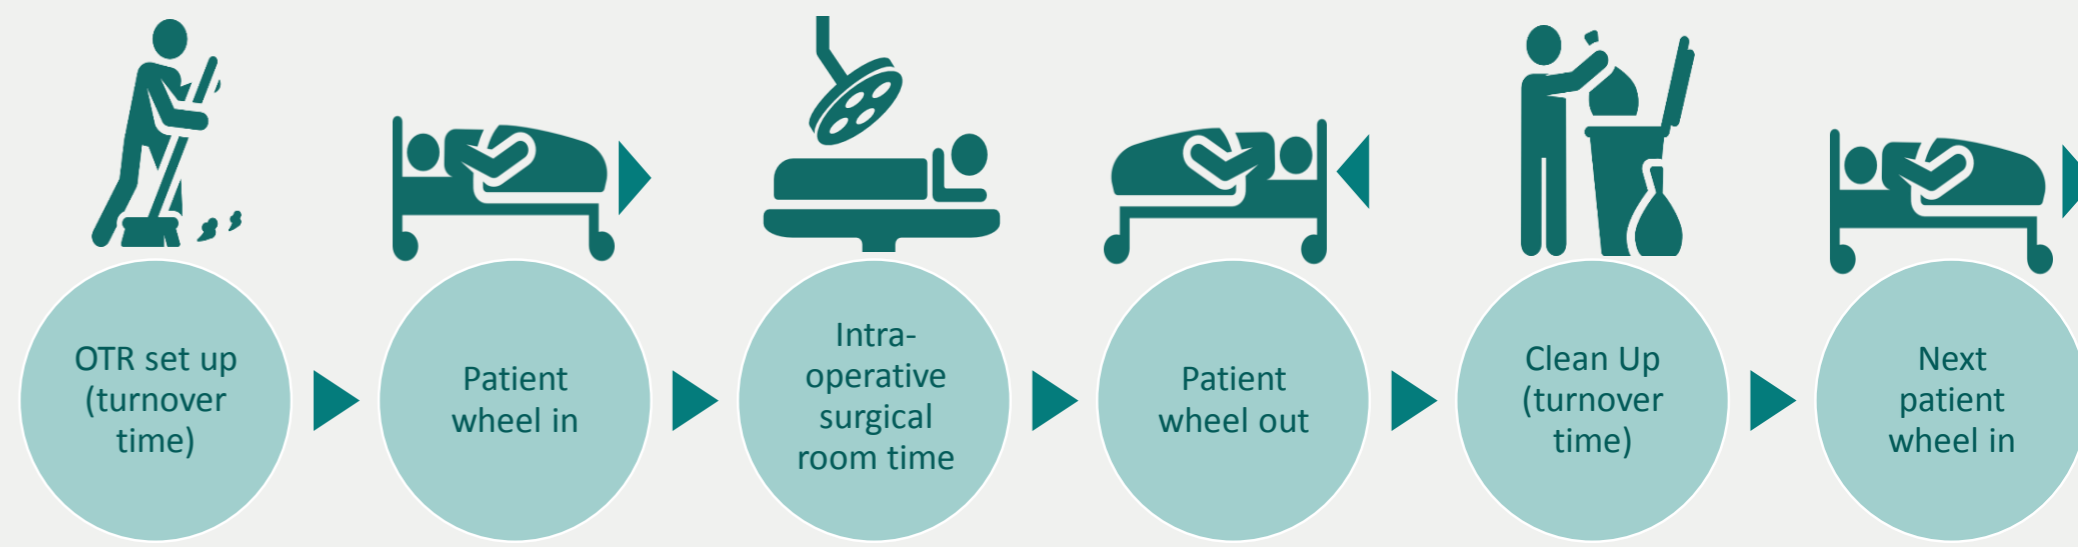 OTR set up
(turnover
time)
Patient
wheel in
Intra-
operative
surgical
room time
Patient
wheel out
Clean Up
(turnover
time)
Next
patient
wheel in